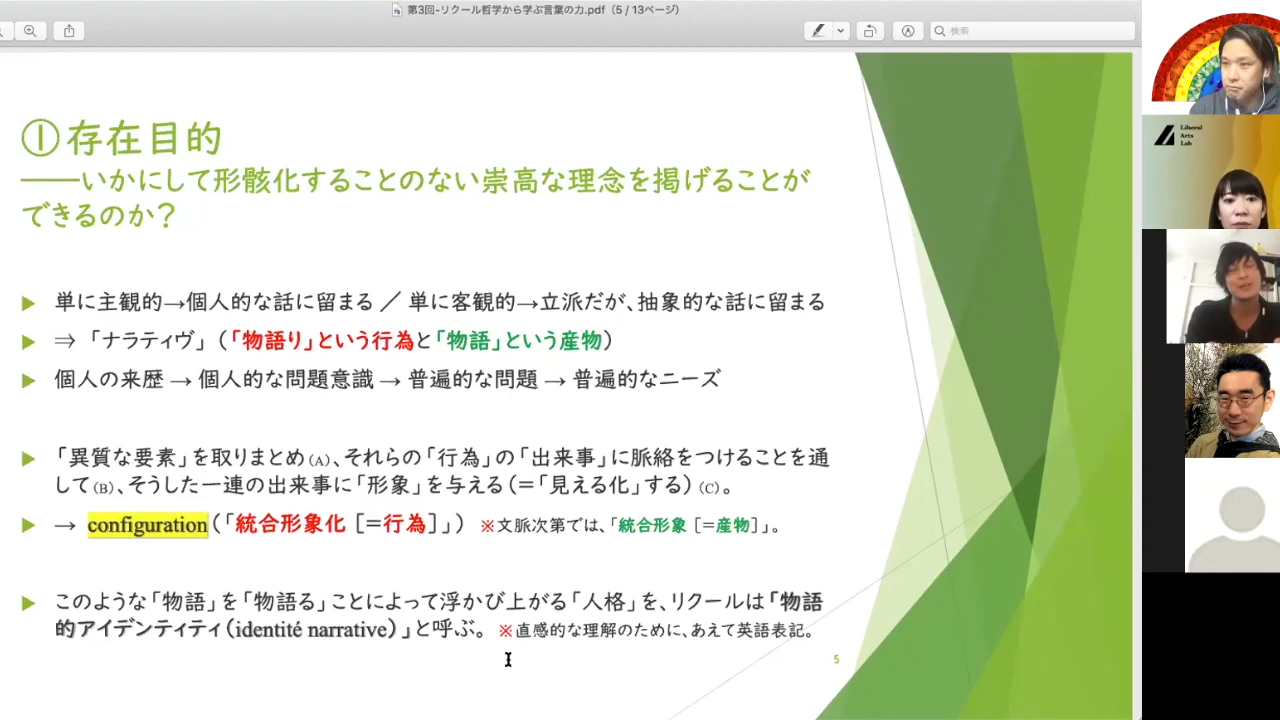 第3回-リクール哲学から学ぶ言葉の力.pdf（5 / 13ページ）
検索
①存在目的
――いかにして形骸化することのない崇高な理念を掲げることが
できるのか？
単に主観的→個人的な話に留まる ／ 単に客観的→立派だが、抽象的な話に留まる
⇒ 「ナラティヴ」（「物語り」という行為と「物語」という産物）
個人の来歴 → 個人的な問題意識 → 普遍的な問題 → 普遍的なニーズ
「異質な要素」を取りまとめ(A)、それらの「行為」の「出来事」に脈絡をつけることを通
して(B)、そうした一連の出来事に「形象」を与える（＝「見える化」する）(C)。
→ configuration（「統合形象化［＝行為］」） ※文脈次第では、「統合形象［＝産物］」。
このような「物語」を「物語る」ことによって浮かび上がる「人格」を、リクールは「物語
的アイデンティティ（identité narrative）」と呼ぶ。 ※直感的な理解のために、あえて英語表記。
5
Liberal
Arts
Lab